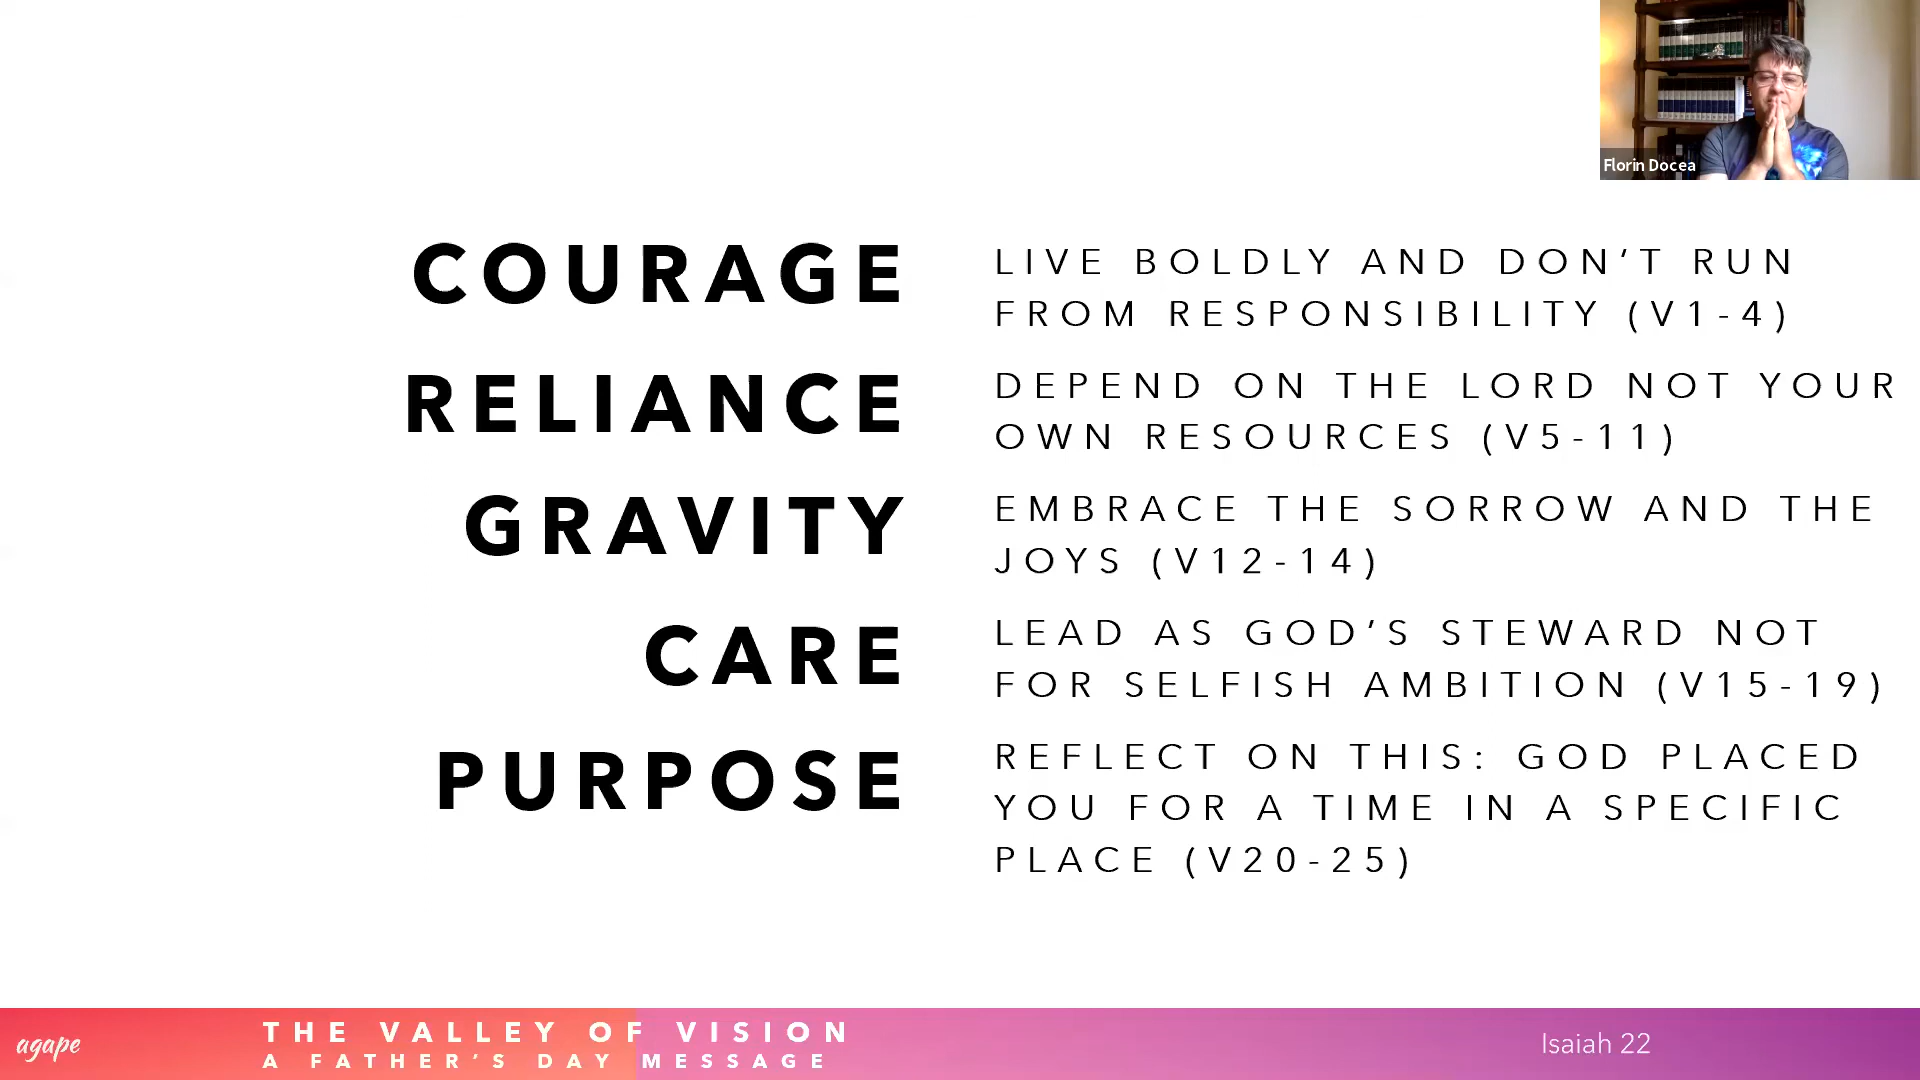 Florin Docea
COURAGE
LIVE BOLDLY AND DON’T RUN
FROM RESPONSIBILITY (V1-4)
RELIANCE
DEPEND ON THE LORD NOT YOUR
OWN RESOURCES (V5-11)
GRAVITY
EMBRACE THE SORROW AND THE
JOYS (V12-14)
CARE
LEAD AS GOD’S STEWARD NOT
FOR SELFISH AMBITION (V15-19)
PURPOSE
REFLECT ON THIS: GOD PLACED
YOU FOR A TIME IN A SPECIFIC
PLACE (V20-25)
agape
THE VALLEY OF VISION
A FATHER’S DAY MESSAGE
Isaiah 22